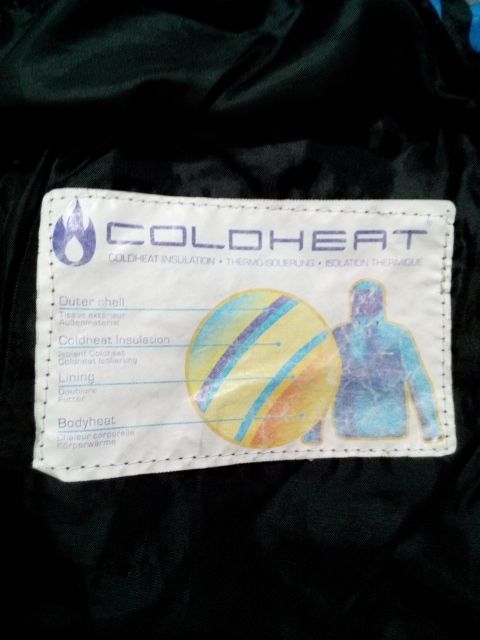 COLDHEAT
COLDHEAT INSULATION • THERMO-ISOLIERUNG • ISOLATION THERMIQUE
Outer shell
Tissue extérieur
Außenmaterial
Coldheat Insulation
Isolant Coldheat
Coldheat Isolierung
Lining
Doublure
Futter
Bodyheat
Chaleur corporelle
Körperwärme